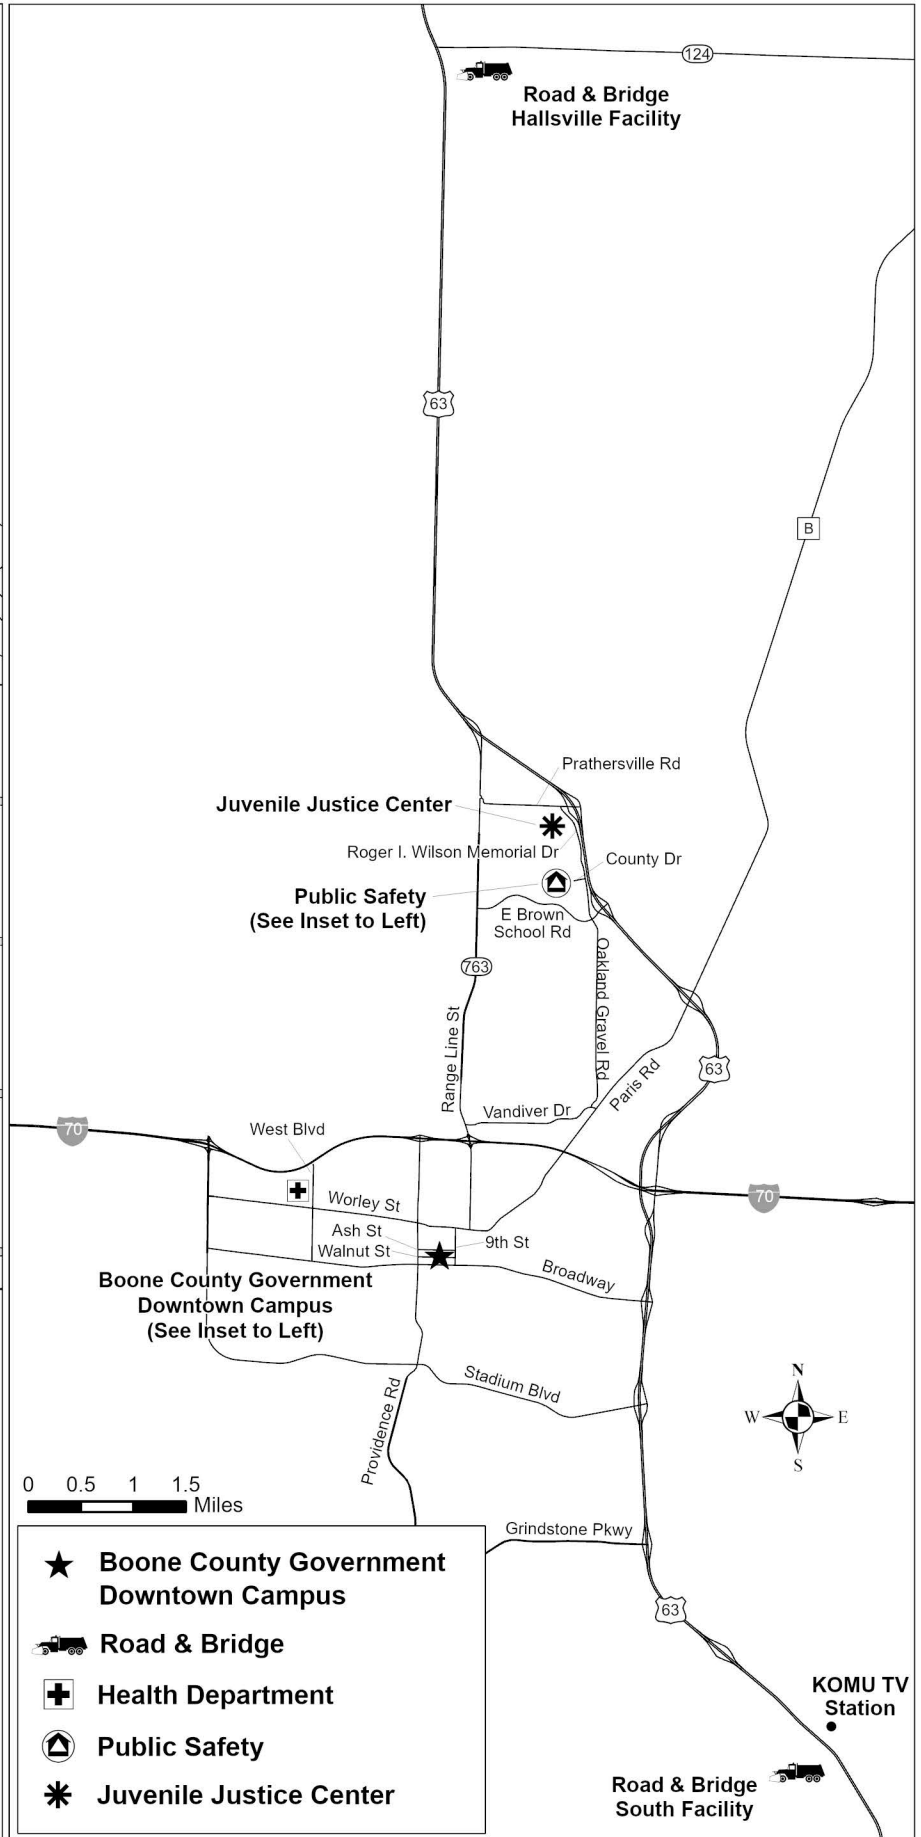 124
Road & Bridge
Hallsville Facility
63
B
Prathersville Rd
Juvenile Justice Center
Roger I. Wilson Memorial Dr
County Dr
Public Safety
(See Inset to Left)
E Brown
School Rd
763
Oakland Gravel Rd
Range Line St
63
Paris Rd
Vandiver Dr
70
West Blvd
70
Worley St
Ash St
9th St
Walnut St
Broadway
Boone County Government
Downtown Campus
(See Inset to Left)
Stadium Blvd
Providence Rd
N
W E
S
0 0.5 1 1.5
Miles
Grindstone Pkwy
Boone County Government
Downtown Campus
Road & Bridge
Health Department
Public Safety
Juvenile Justice Center
63
KOMU TV
Station
Road & Bridge
South Facility